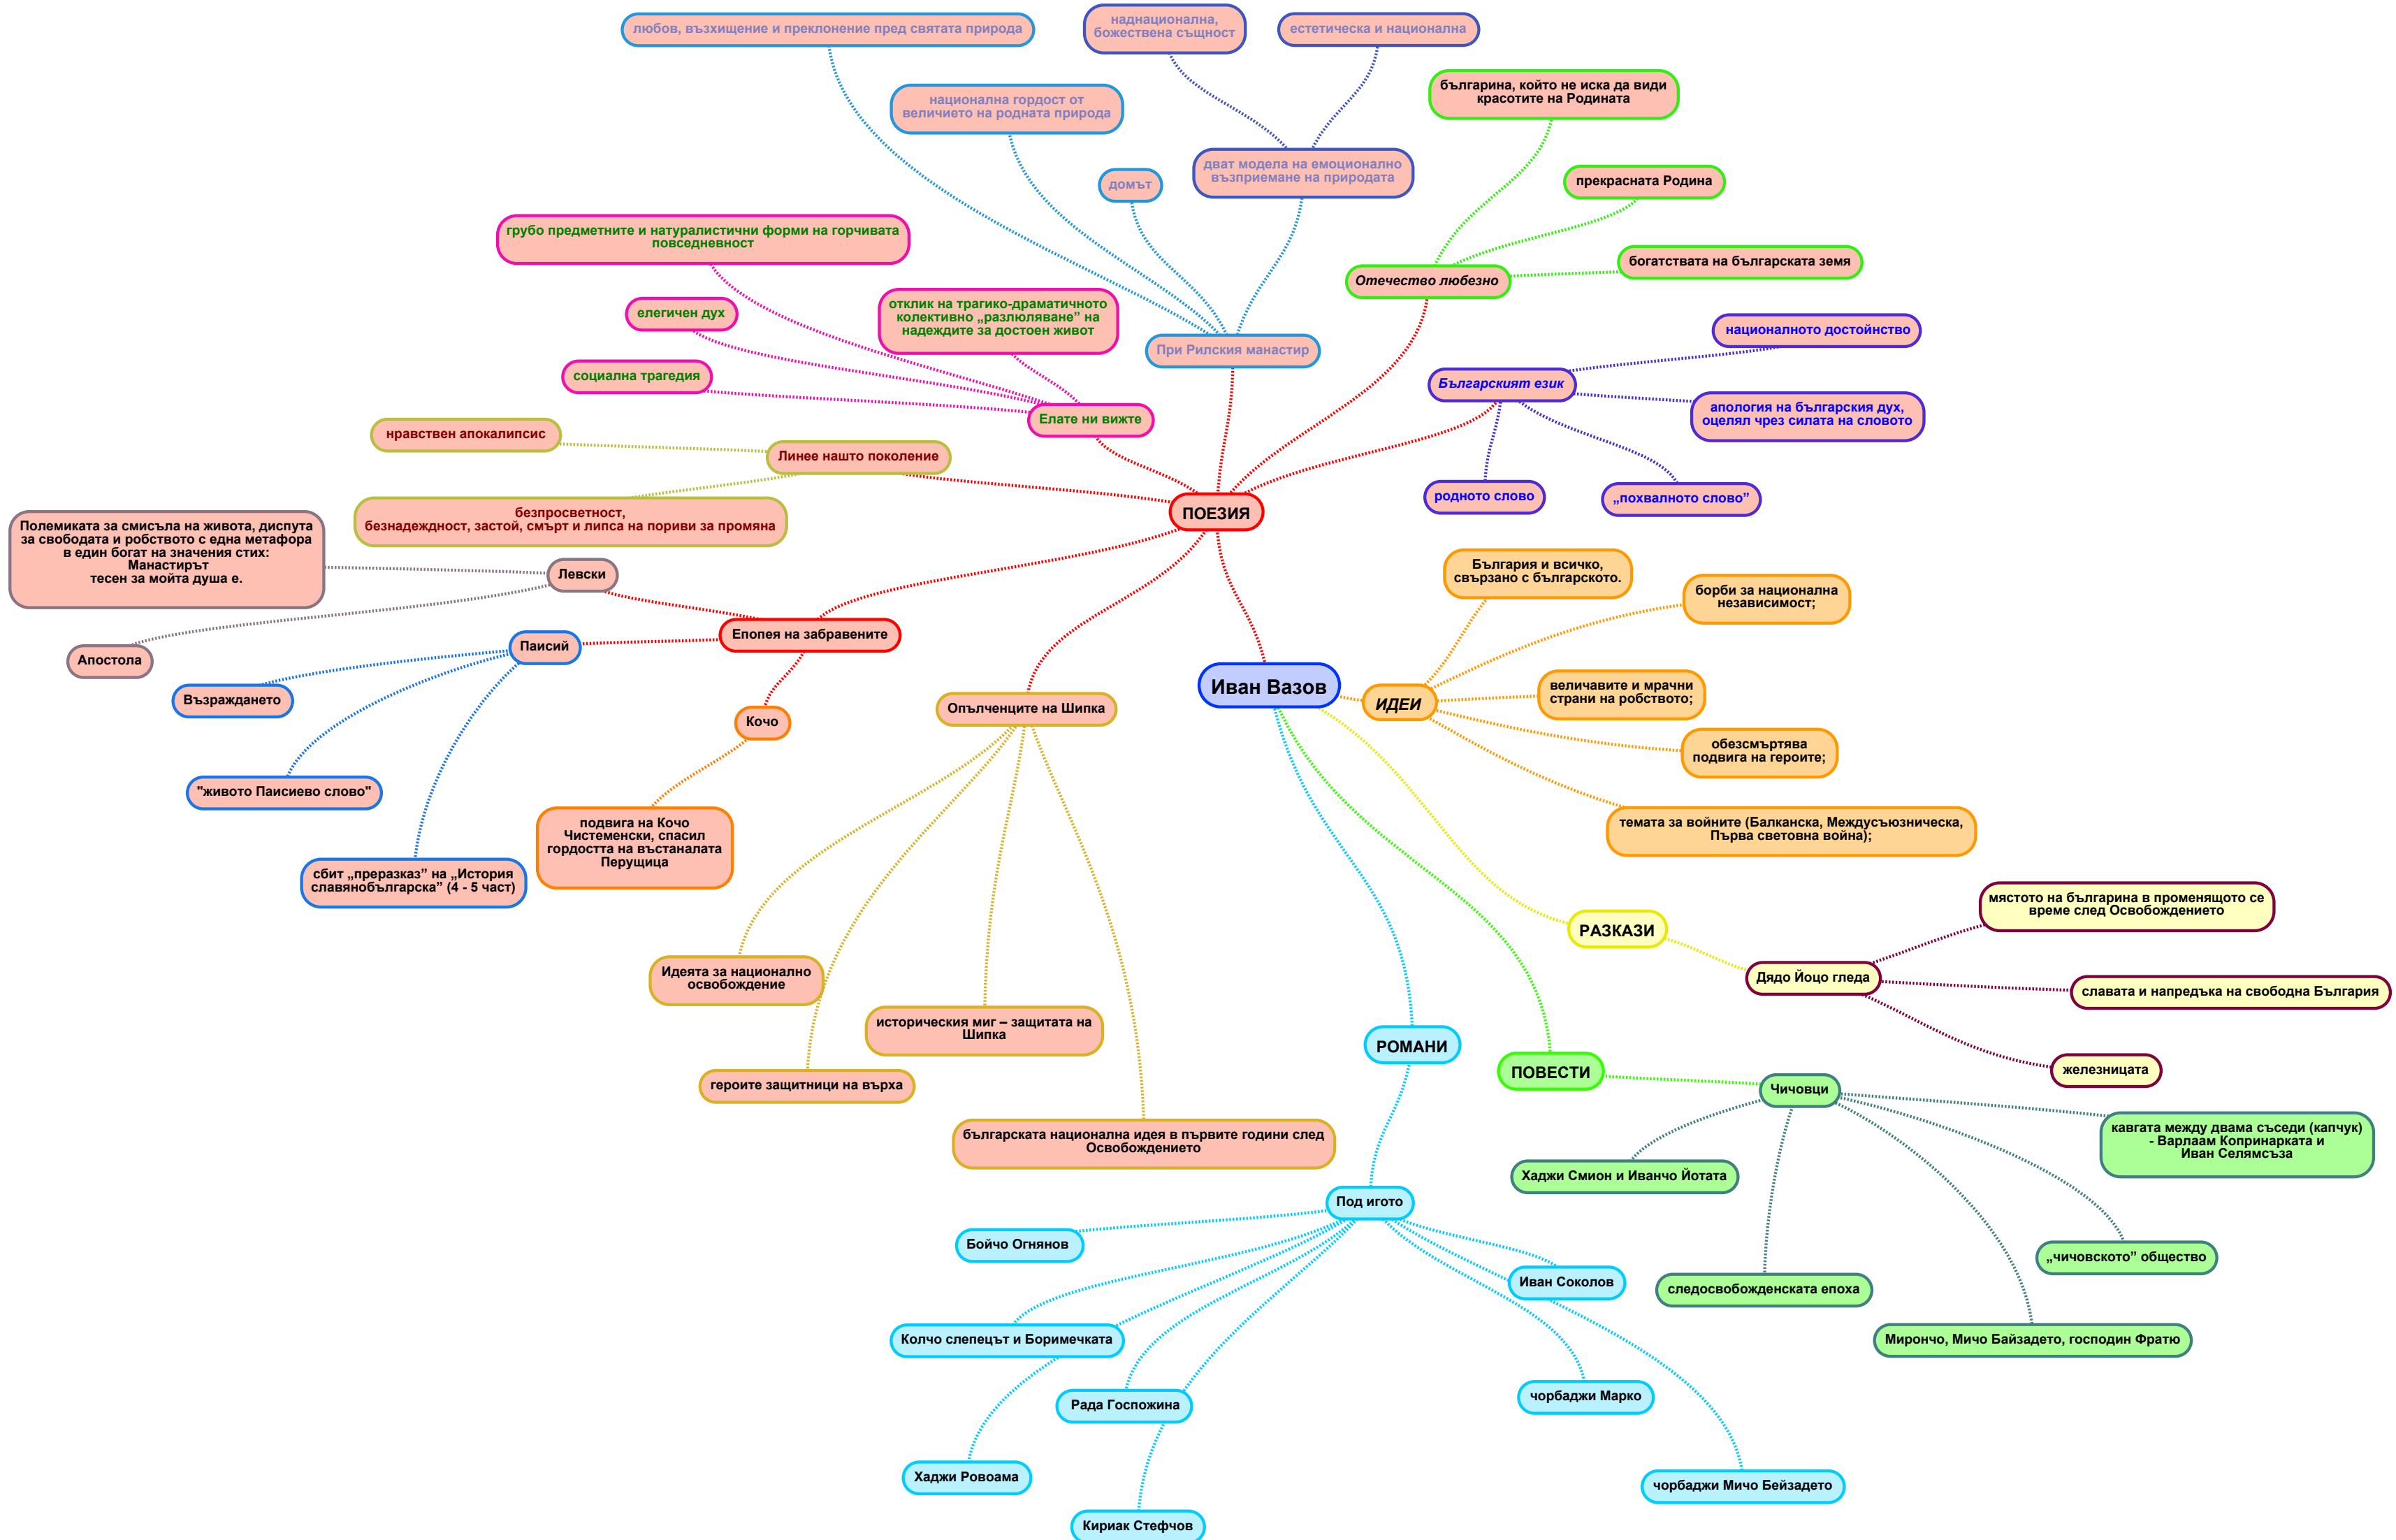 любов, възхищение и преклонение пред святата природа
наднационална,
божествена същност
естетическа и национална
национална гордост от
величието на родната природа
домът
дват модела на емоционално
възприемане на природата
българина, който не иска да види
красотите на Родината
прекрасната Родина
богатствата на българската земя
Отечество любезно
грубо предметните и натуралистични форми на горчивата
повседневност
елегичен дух
отклик на трагико-драматичното
колективно „разлюляване” на
надеждите за достоен живот
социална трагедия
При Рилския манастир
Елате ни вижте
националното достойнство
Българският език
апология на българския дух,
оцелял чрез силата на словото
родното слово
„похвалното слово”
нравствен апокалипсис
Линее нашто поколение
безпросветност,
безнадеждност, застой, смърт и липса на пориви за промяна
ПОЕЗИЯ
Полемиката за смисъла на живота, диспута
за свободата и робството с една метафора
в един богат на значения стих:
Манастирът
тесен за мойта душа е.
Левски
Апостола
Епопея на забравените
Паисий
Възраждането
"живото Паисиево слово"
сбит „преразказ” на „История
славянобългарска” (4 - 5 част)
Кочо
подвига на Кочо
Чистеменски, спасил
гордостта на въстаналата
Перущица
Опълченците на Шипка
Идеята за национално
освобождение
историческия миг – защитата на
Шипка
героите защитници на върха
българската национална идея в първите години след
Освобождението
Иван Вазов
ИДЕИ
България и всичко,
свързано с българското.
борби за национална
независимост;
величавите и мрачни
страни на робството;
обезсмъртява
подвига на героите;
темата за войните (Балканска, Междусъюзническа,
Първа световна война);
РАЗКАЗИ
Дядо Йоцо гледа
мястото на българина в променящото се
време след Освобождението
славата и напредъка на свободна България
железницата
РОМАНИ
ПОВЕСТИ
Чичовци
кавгата между двама съседи (капчук)
- Варлаам Копринарката и
Иван Селямсъза
Хаджи Смион и Иванчо Йотата
„чичовското” общество
следосвобожденската епоха
Мирончо, Мичо Байзадето, господин Фратю
Под игото
Бойчо Огнянов
Иван Соколов
Колчо слепецът и Боримечката
Рада Госпожина
чорбаджи Марко
Хаджи Ровоама
чорбаджи Мичо Бейзадето
Кириак Стефчов